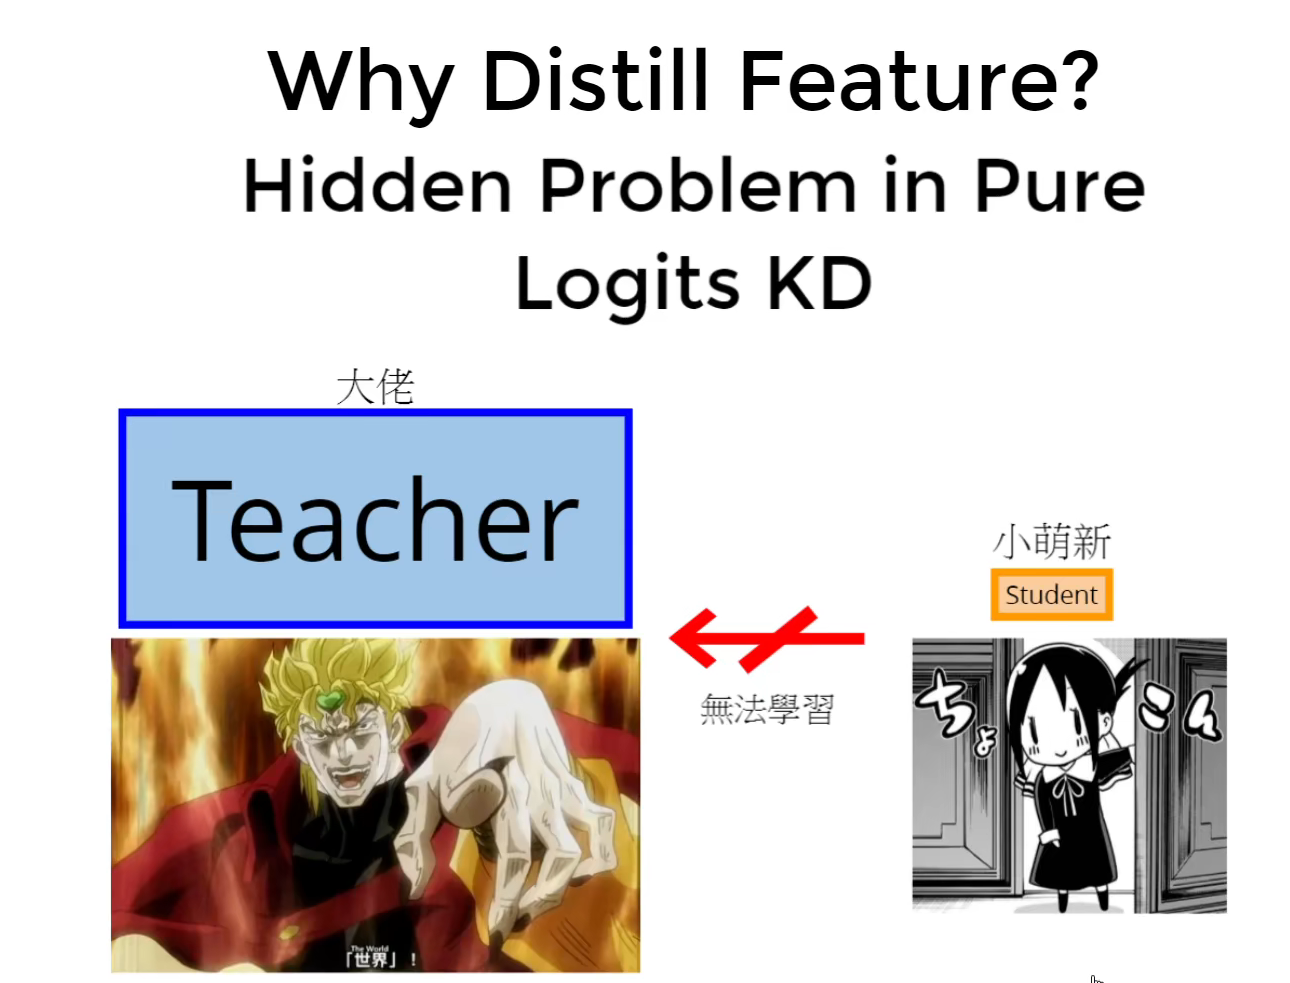 Why Distill Feature?
Hidden Problem in Pure
Logits KD
大佬
Teacher
小萌新
Student
無法學習
ちょ
こん
The World
「世界」！